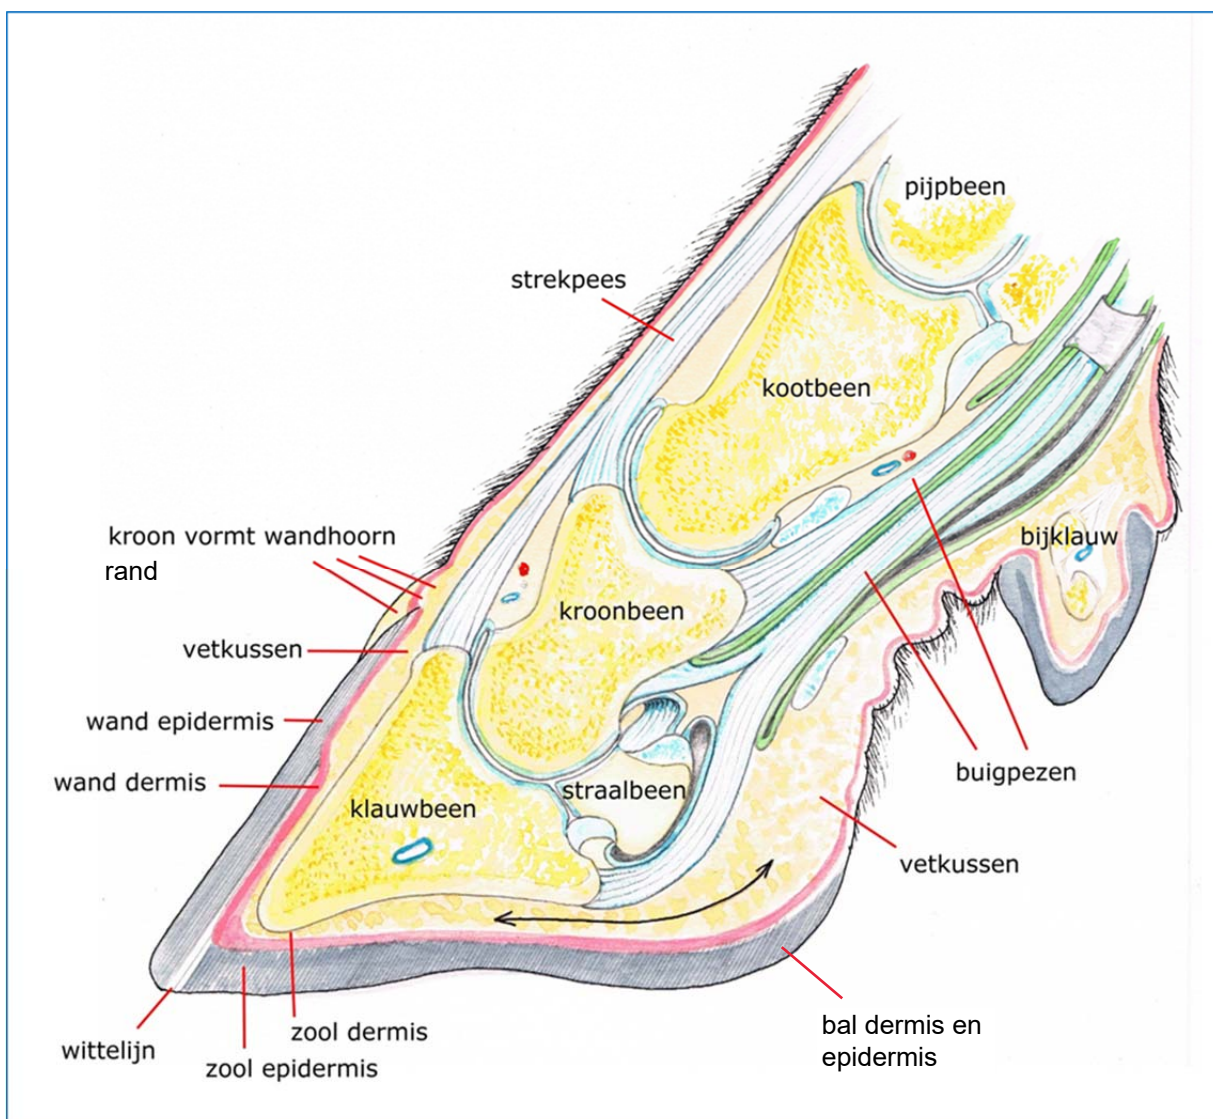 pijpbeen
strekpees
kootbeen
kroon vormt wandhoorn
rand
bijklauw
kroonbeen
vetkussen
wand epidermis
buigpezen
wand dermis
straalbeen
klauwbeen
vetkussen
zool dermis
bal dermis en
epidermis
wittelijn
zool epidermis